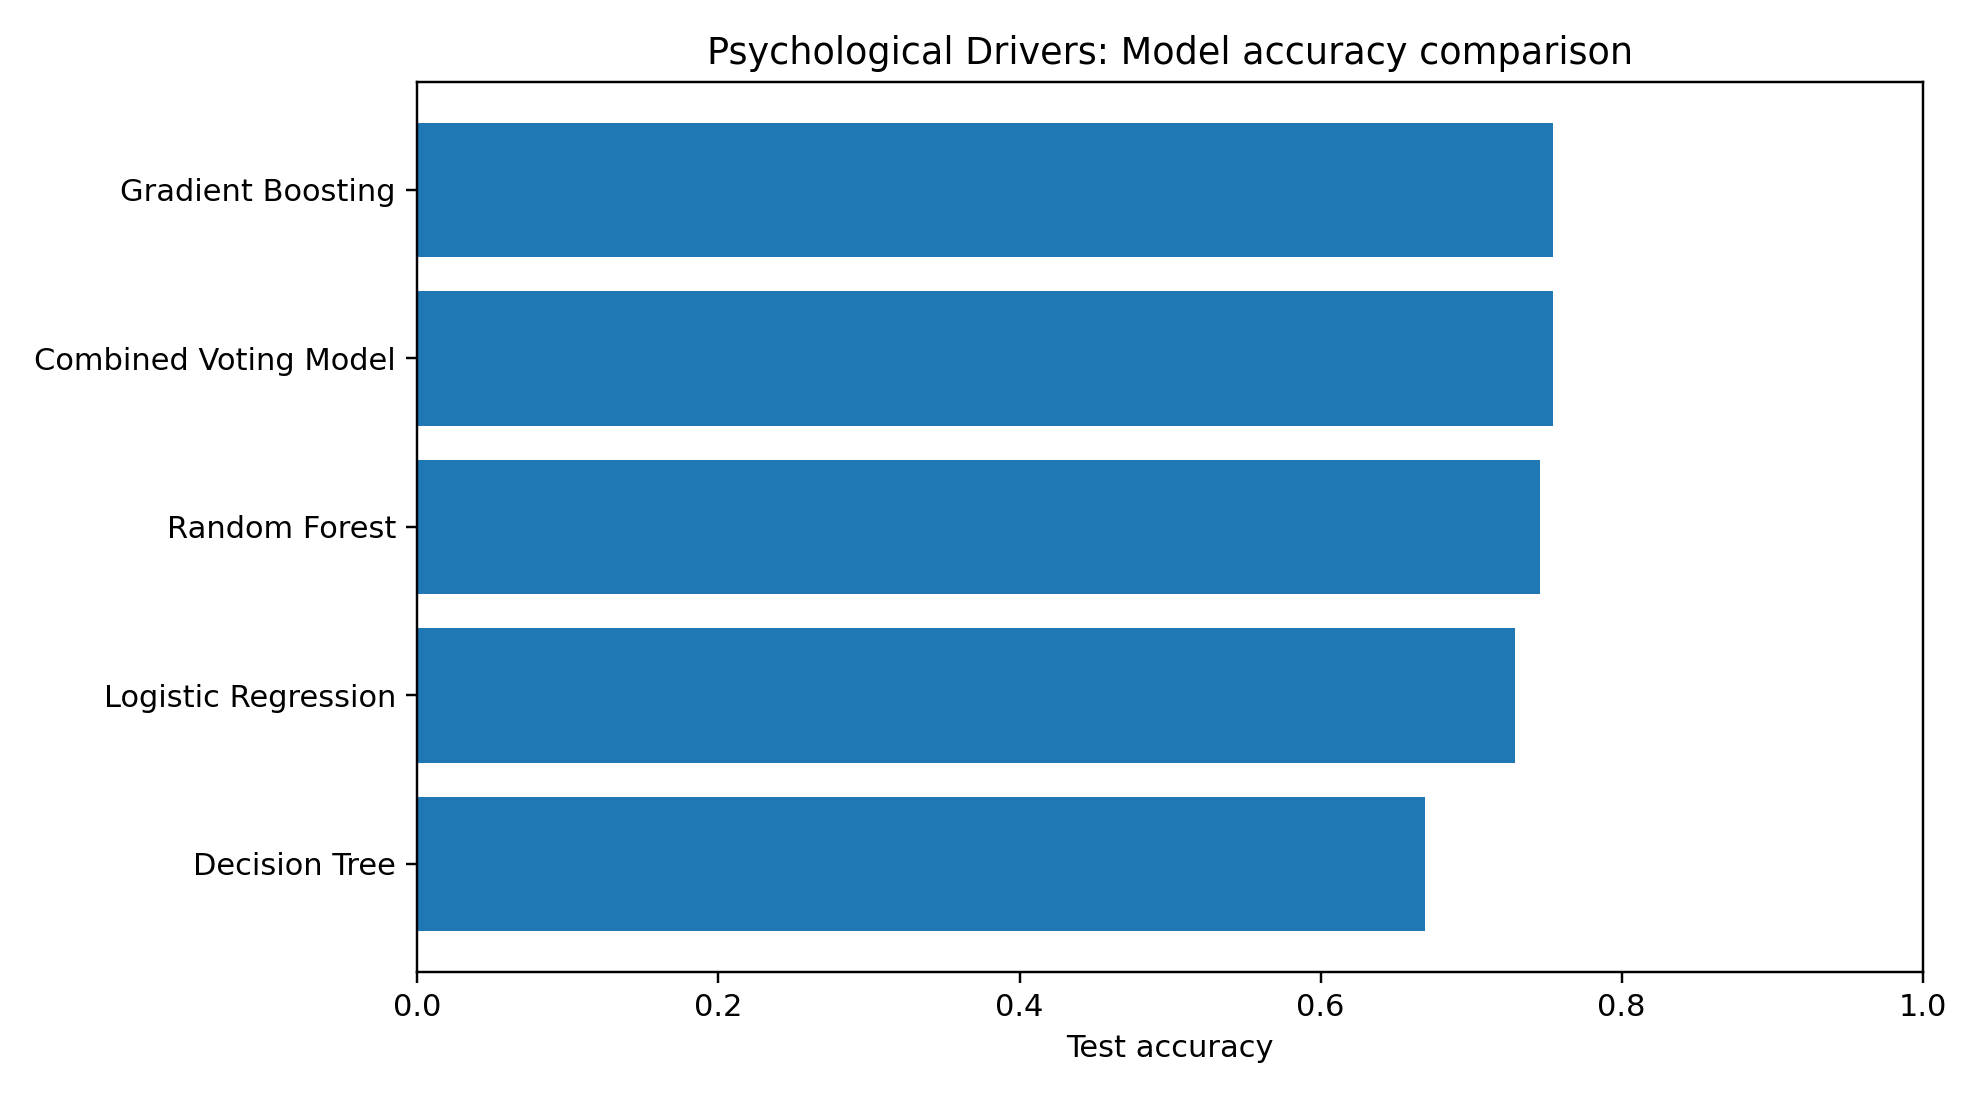 Psychological Drivers: Model accuracy comparison
Gradient Boosting
Combined Voting Model
Random Forest
Logistic Regression
Decision Tree
0.0 0.2 0.4 0.6 0.8 1.0
Test accuracy